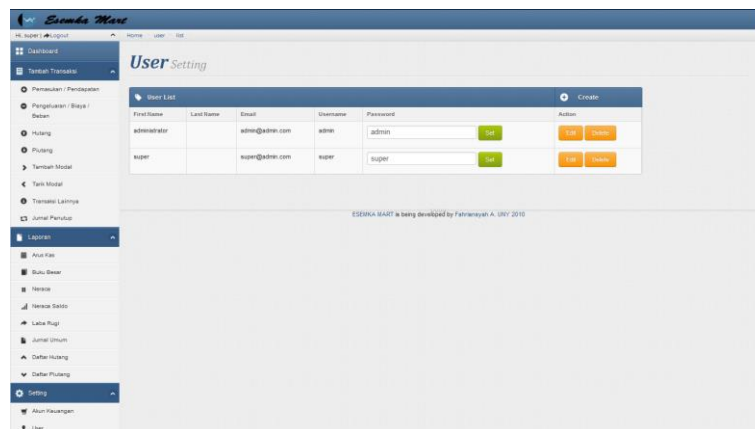 Esemka Mart
Hi, super | Logout
Home user list
Dashboard
User Setting
Tambah Transaksi
Pemasukan / Pendapatan
User List
Create
Pengeluaran / Biaya / Beban
First Name Last Name Email Username Password Action
Hutang
administrator admin@admin.com admin admin Set Edit Delete
Piutang
super super@admin.com super super Set Edit Delete
Tambah Modal
Tarik Modal
Transaksi Lainnya
ESEMKA MART is being developed by Fahriansyah A. UNY 2015
Jurnal Penutup
Laporan
Arus Kas
Buku Besar
Neraca
Neraca Saldo
Laba Rugi
Jurnal Umum
Daftar Hutang
Daftar Piutang
Setting
Akun Keuangan
User